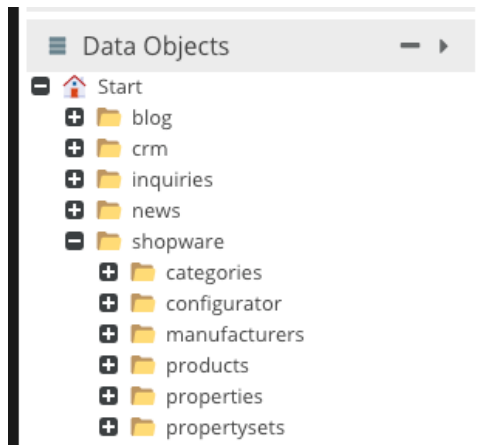 Data Objects
Start
blog
crm
inquiries
news
shopware
categories
configurator
manufacturers
products
properties
propertysets